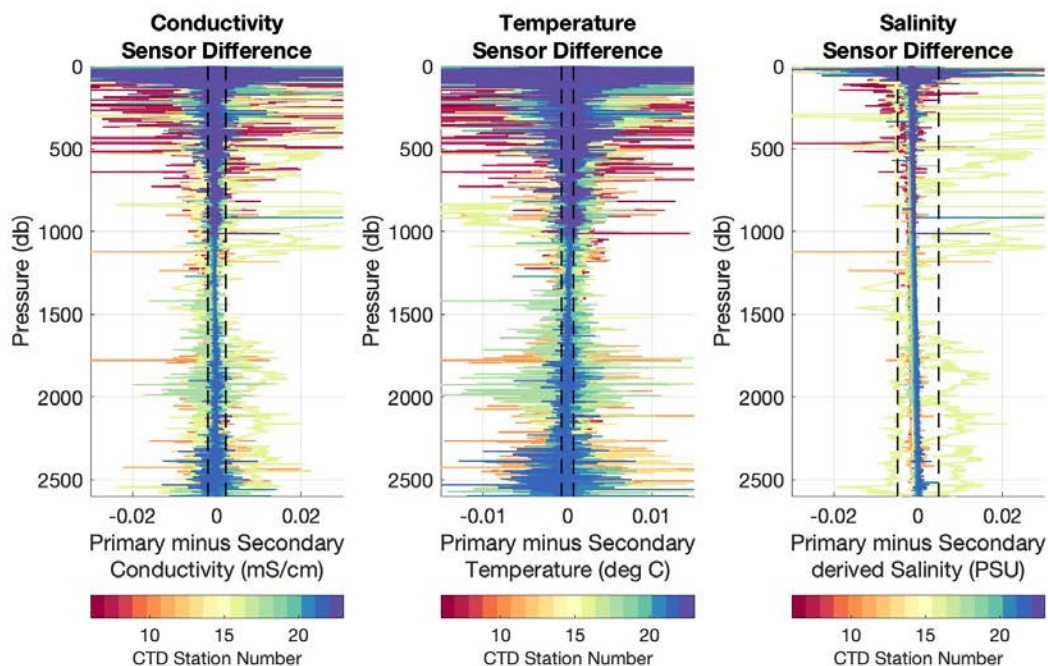 Conductivity
Sensor Difference
0
500
1000
1500
2000
2500
Pressure (db)
-0.02 0 0.02
Primary minus Secondary
Conductivity (mS/cm)
10 15 20
CTD Station Number
Temperature
Sensor Difference
0
500
1000
1500
2000
2500
Pressure (db)
-0.01 0 0.01
Primary minus Secondary
Temperature (deg C)
10 15 20
CTD Station Number
Salinity
Sensor Difference
0
500
1000
1500
2000
2500
Pressure (db)
-0.02 0 0.02
Primary minus Secondary
derived Salinity (PSU)
10 15 20
CTD Station Number